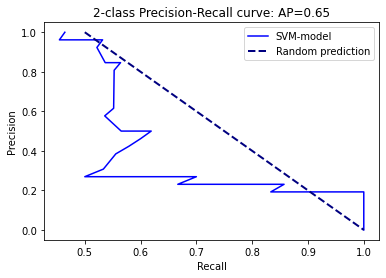 2-class Precision-Recall curve: AP=0.65
SVM-model
Random prediction
Precision
1.0
0.8
0.6
0.4
0.2
0.0
0.5 0.6 0.7 0.8 0.9 1.0
Recall